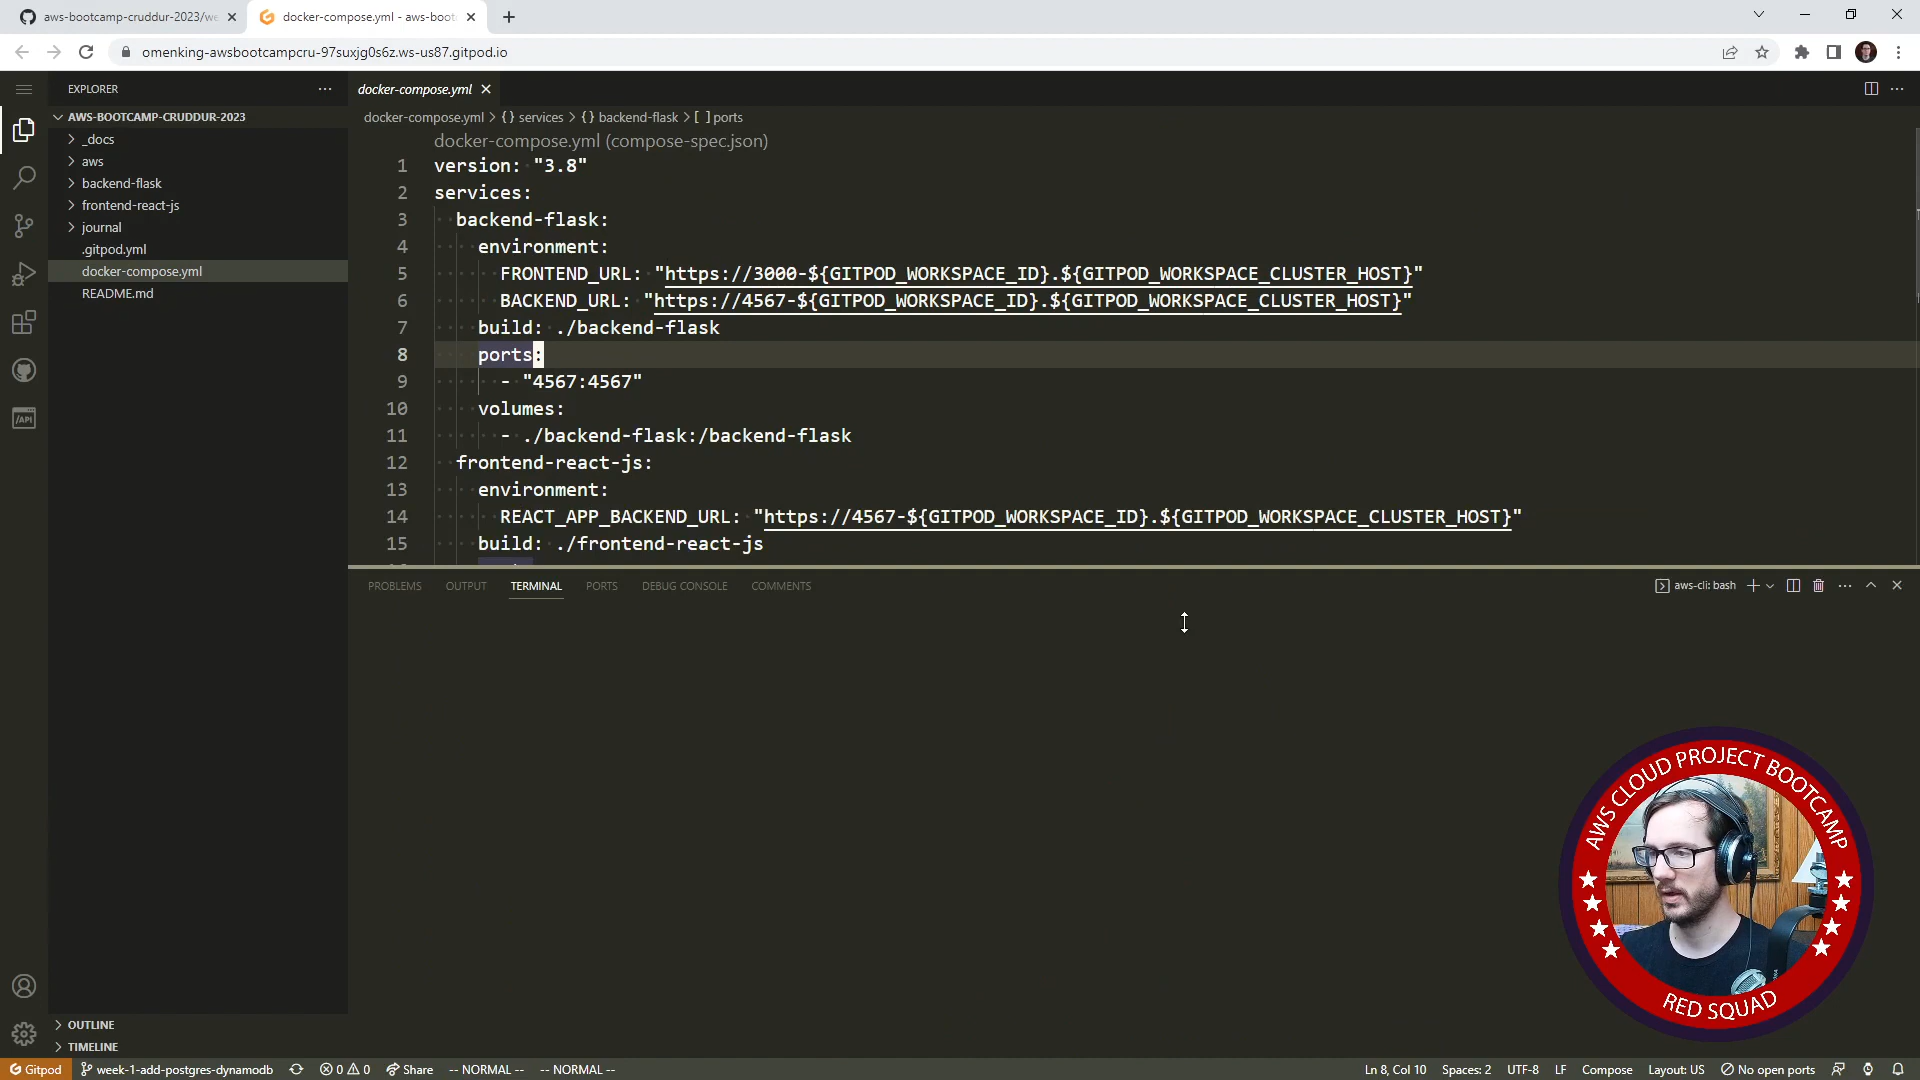 aws-bootcamp-cruddur-2023/we
docker-compose.yml - aws-boot
omenking-awsbootcampcru-97suxjg0s6z.ws-us87.gitpod.io
EXPLORER
docker-compose.yml
AWS-BOOTCAMP-CRUDDUR-2023
_docs
aws
backend-flask
frontend-react-js
journal
.gitpod.yml
docker-compose.yml
README.md
OUTLINE
TIMELINE
docker-compose.yml > {} services > {} backend-flask > [ ] ports
docker-compose.yml (compose-spec.json)
1 version: "3.8"
2 services:
3 backend-flask:
4 environment:
5 FRONTEND_URL: "https://3000-${GITPOD_WORKSPACE_ID}.${GITPOD_WORKSPACE_CLUSTER_HOST}"
6 BACKEND_URL: "https://4567-${GITPOD_WORKSPACE_ID}.${GITPOD_WORKSPACE_CLUSTER_HOST}"
7 build: ./backend-flask
8 ports:
9 - "4567:4567"
10 volumes:
11 - ./backend-flask:/backend-flask
12 frontend-react-js:
13 environment:
14 REACT_APP_BACKEND_URL: "https://4567-${GITPOD_WORKSPACE_ID}.${GITPOD_WORKSPACE_CLUSTER_HOST}"
15 build: ./frontend-react-js
PROBLEMS OUTPUT TERMINAL PORTS DEBUG CONSOLE COMMENTS
aws-cli: bash
/API
AWS CLOUD PROJECT BOOTCAMP
RED SQUAD
Gitpod week-1-add-postgres-dynamodb 0 0 Share -- NORMAL -- -- NORMAL -- Ln 8, Col 10 Spaces: 2 UTF-8 LF Compose Layout: US No open ports